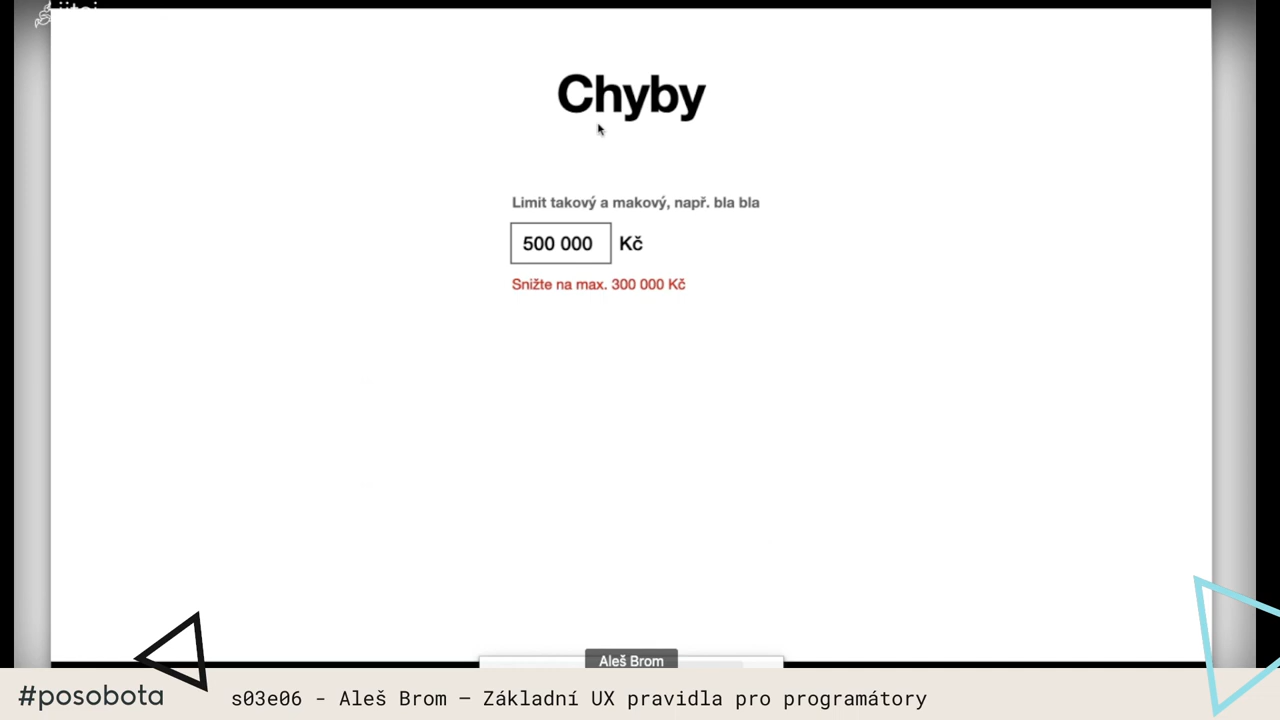 Chyby
Limit takový a makový, např. bla bla
500 000 Kč
Snižte na max. 300 000 Kč
Aleš Brom
#posobota
s03e06 - Aleš Brom – Základní UX pravidla pro programátory